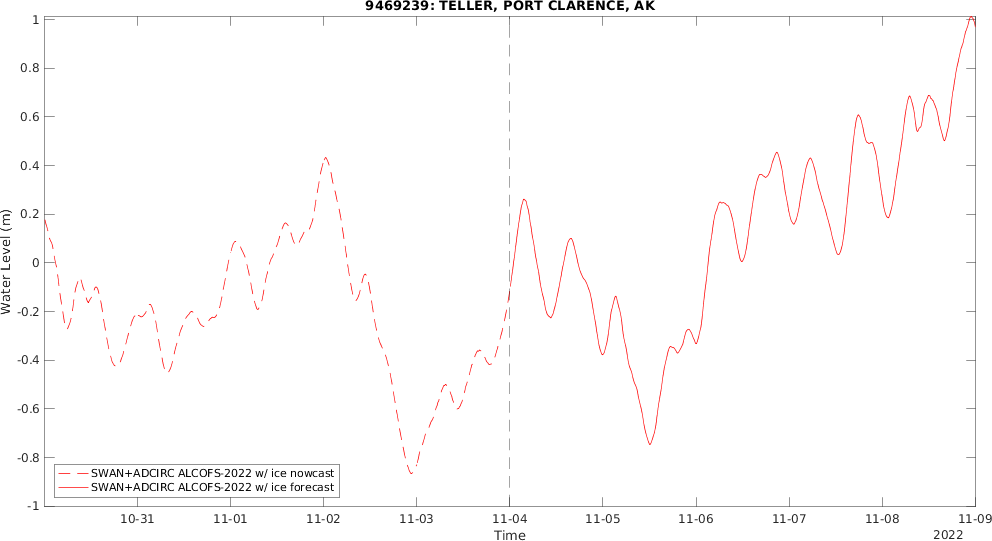 9469239: TELLER, PORT CLARENCE, AK
1
0.8
0.6
0.4
0.2
0
-0.2
-0.4
-0.6
-0.8
-1
Water Level (m)
SWAN+ADCIRC ALCOFS-2022 w/ ice nowcast
SWAN+ADCIRC ALCOFS-2022 w/ ice forecast
10-31 11-01 11-02 11-03 11-04 11-05 11-06 11-07 11-08 11-09
Time
2022